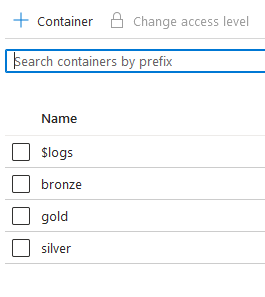 Container Change access level
Search containers by prefix
Name
$logs
bronze
gold
silver